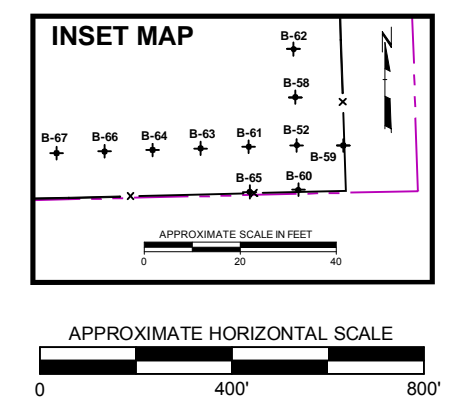 INSET MAP
B-62
N
B-58
B-67 B-66 B-64 B-63 B-61 B-52
B-59
B-65 B-60
APPROXIMATE SCALE IN FEET
0 20 40
APPROXIMATE HORIZONTAL SCALE
0 400' 800'